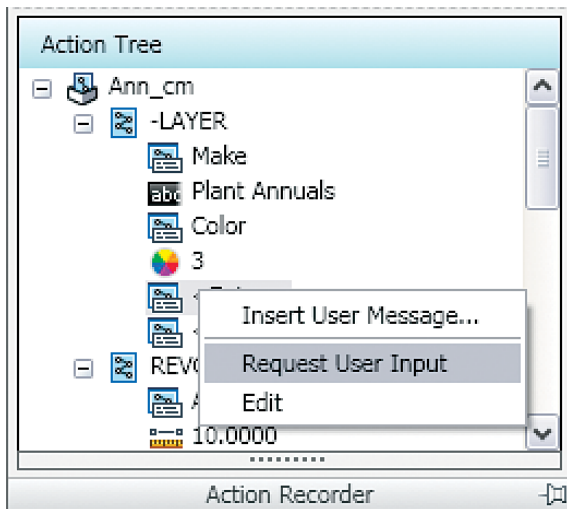 Action Tree
Ann_cm
-LAYER
Make
abc Plant Annuals
Color
3
Insert User Message...
Request User Input
Edit
10.0000
Action Recorder